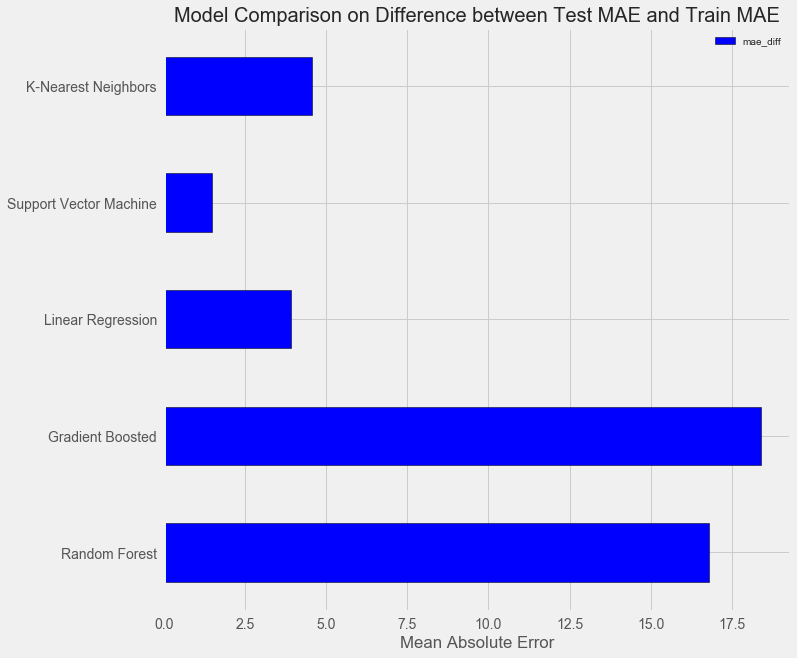 Model Comparison on Difference between Test MAE and Train MAE
mae_diff
K-Nearest Neighbors
Support Vector Machine
Linear Regression
Gradient Boosted
Random Forest
0.0 2.5 5.0 7.5 10.0 12.5 15.0 17.5
Mean Absolute Error